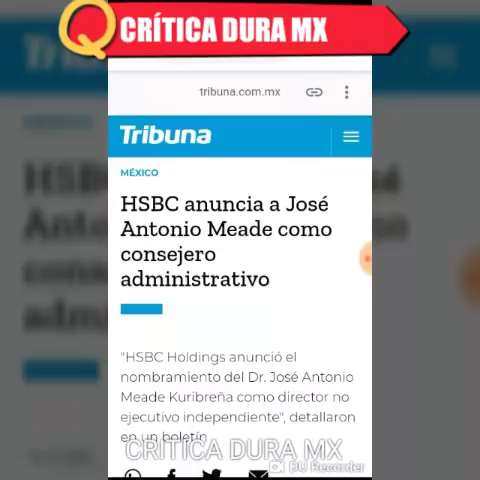 CRÍTICA DURA MX
tribuna.com.mx
Tribuna
MÉXICO
HSBC anuncia a José
Antonio Meade como
consejero
administrativo
"HSBC Holdings anunció el
nombramiento del Dr. José Antonio
Meade Kuribreña como director no
ejecutivo independiente", detallaron
en un boletín
CRITICA DURA MX
DU Recorder